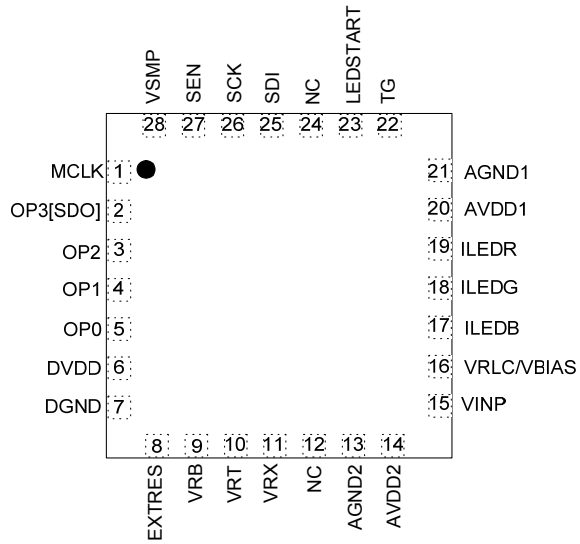 VSMP SEN SCK SDI NC LEDSTART TG
28 27 26 25 24 23 22
MCLK 1 21 AGND1
OP3[SDO] 2 20 AVDD1
OP2 3 19 ILEDR
OP1 4 18 ILEDG
OP0 5 17 ILEDB
DVDD 6 16 VRLC/VBIAS
DGND 7 15 VINP
8 9 10 11 12 13 14
EXTRES VRB VRT VRX NC AGND2 AVDD2